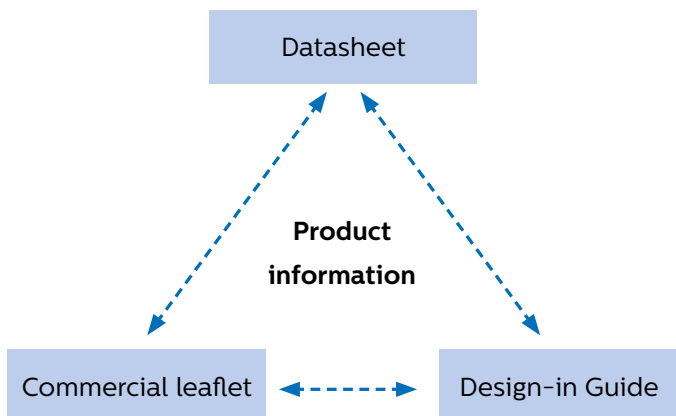 Datasheet
Product
information
Commercial leaflet
Design-in Guide